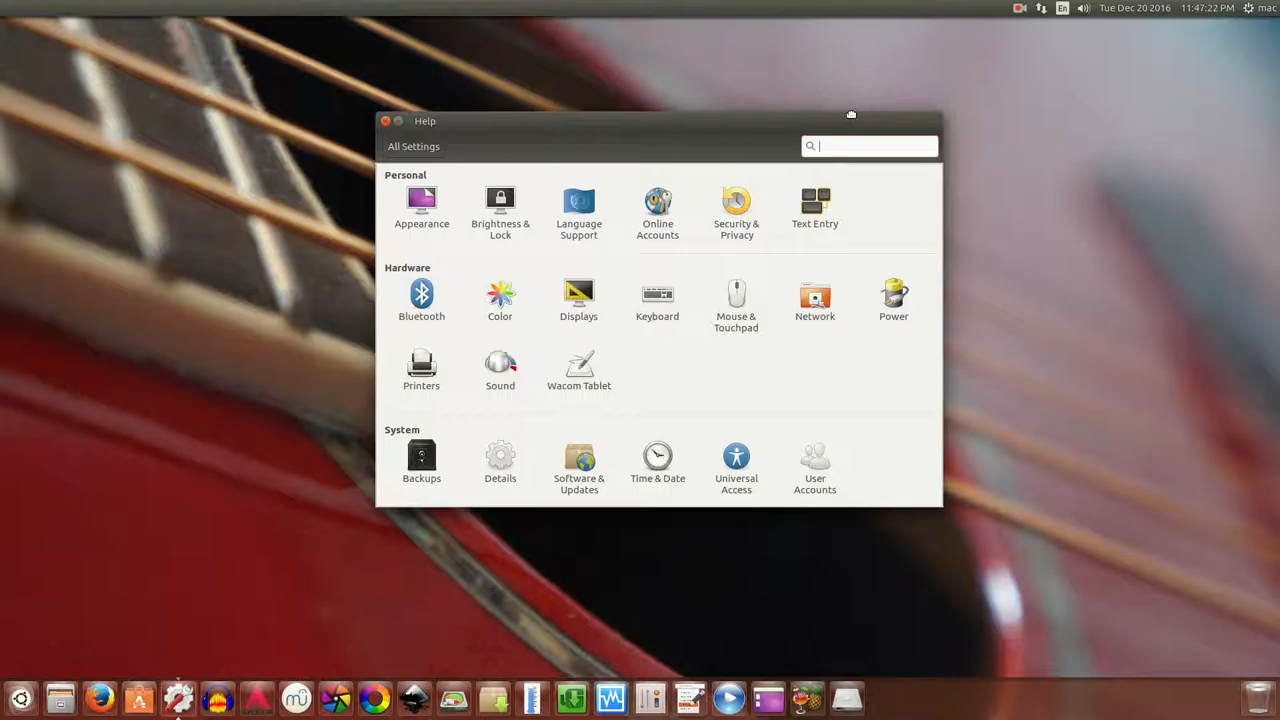 En Tue Dec 20 2016 11:47:22 PM mac
Help
All Settings
Personal
Appearance
Brightness &
Lock
Language
Support
Online
Accounts
Security &
Privacy
Text Entry
Hardware
Bluetooth
Color
Displays
Keyboard
Mouse &
Touchpad
Network
Power
Printers
Sound
Wacom Tablet
System
Backups
Details
Software &
Updates
Time & Date
Universal
Access
User
Accounts